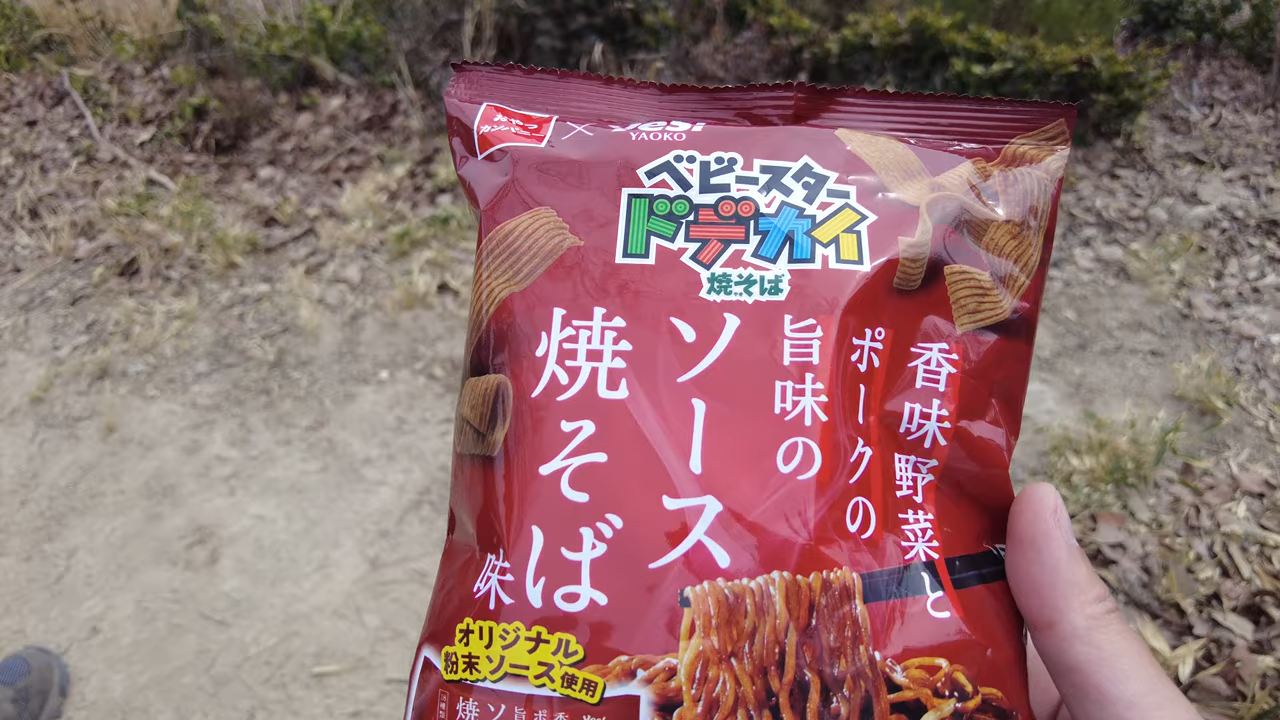 おやつ
カンパニー
×
Yes!
YAOKO
ベビースター
ドデカイ
焼そば
香味野菜と
ポークの
旨味の
ソース
焼そば
味
オリジナル
粉末ソース使用